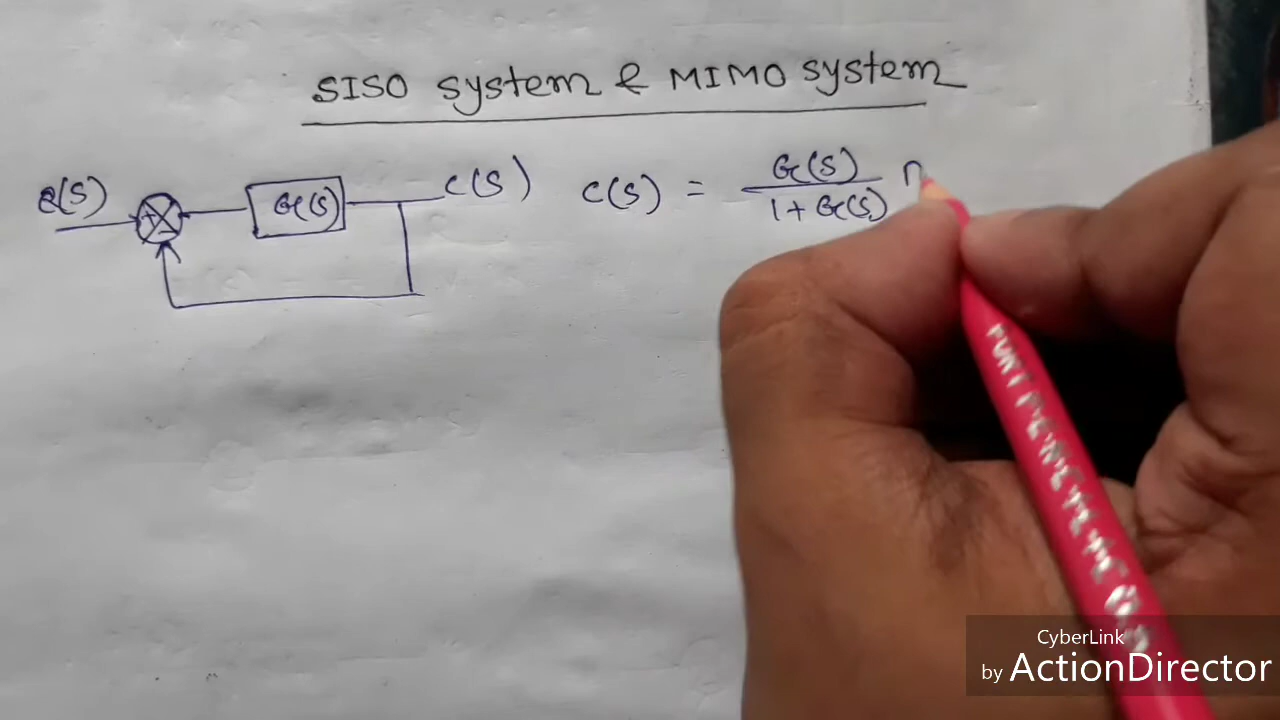 SISO system & MIMO system
R(S) + - G(S) C(S) C(S) = G(S) / 1 + G(S)
CyberLink
by ActionDirector